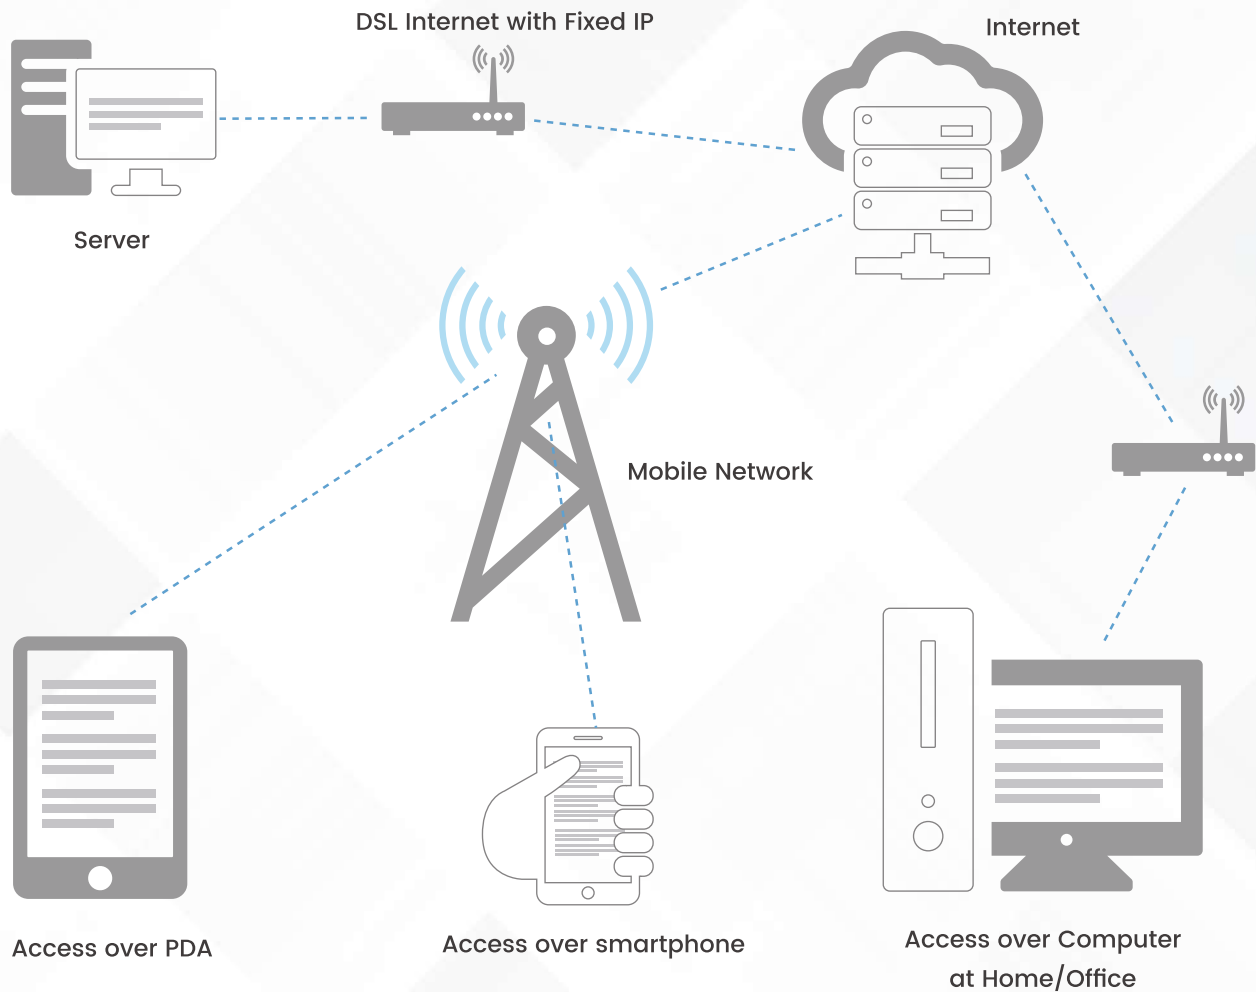 DSL Internet with Fixed IP
Internet
Server
Mobile Network
Access over PDA
Access over smartphone
Access over Computer
at Home/Office